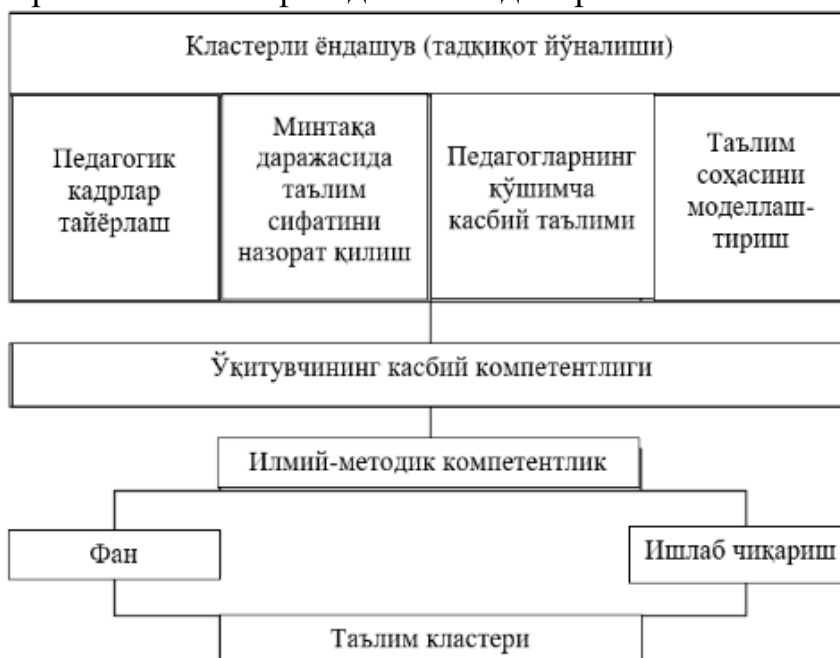 Кластерли ёндашув (тадқиқот йўналиши)
Педагогик
кадрлар
тайёрлаш
Минтақа
даражасида
таълим
сифатини
назорат қилиш
Педагогларнинг
қўшимча
касбий таълими
Таълим
соҳасини
моделлаш-
тириш
Ўқитувчининг касбий компетентлиги
Илмий-методик компетентлик
Фан
Ишлаб чиқариш
Таълим кластери